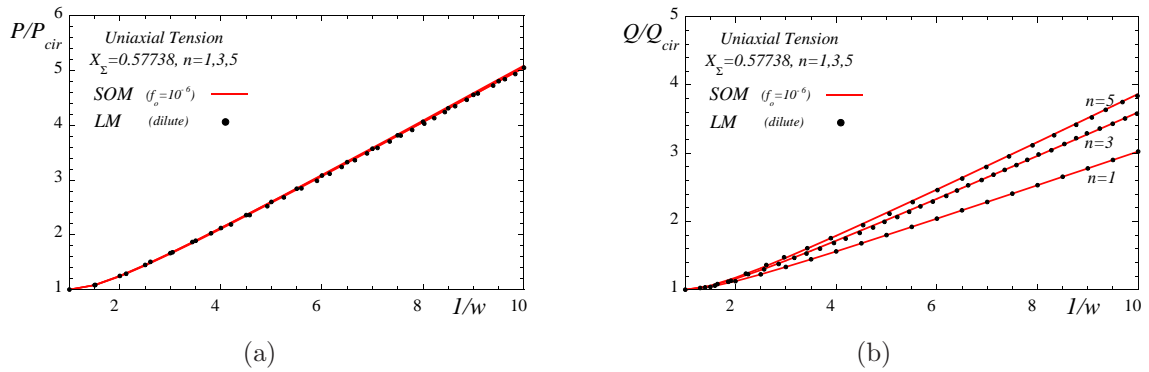 P/P_cir
6
5
4
3
2
1
Uniaxial Tension
X_Σ=0.57738, n=1,3,5
SOM (f_o=10^-6)
LM (dilute)
2 4 6 8 10
1/w
(a)
Q/Q_cir
5
4
3
2
1
Uniaxial Tension
X_Σ=0.57738, n=1,3,5
SOM (f_o=10^-6)
LM (dilute)
n=5
n=3
n=1
2 4 6 8 10
1/w
(b)